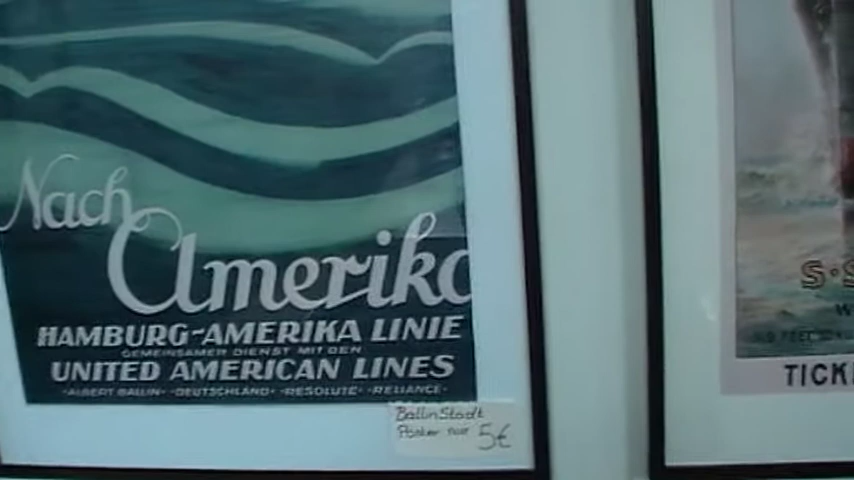 Nach
Amerika
HAMBURG-AMERIKA LINIE
GEMEINSAMER DIENST MIT DEN
UNITED AMERICAN LINES
-ALBERT BALLIN- -DEUTSCHLAND- -RESOLUTE- -RELIANCE-
BallinStadt
Poster nur 5€
S·S
W
TICK